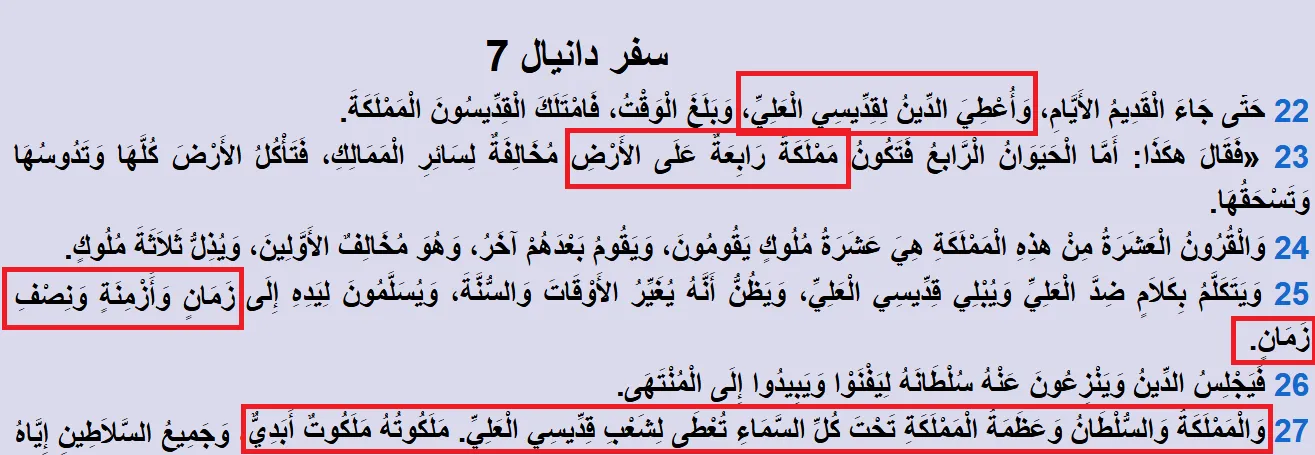 سفر دانيال 7
22 حَتَّى جَاءَ الْقَدِيمُ الأَيَّامِ، وَأُعْطِيَ الدِّينُ لِقِدِّيسِي الْعَلِيِّ، وَبَلَغَ الْوَقْتُ، فَامْتَلَكَ الْقِدِّيسُونَ الْمَمْلَكَةَ.
23 «فَقَالَ هكَذَا: أَمَّا الْحَيَوَانُ الْرَّابعُ فَتَكُونُ مَمْلَكَةٌ رَابِعَةٌ عَلَى الأَرْضِ مُخَالِفَةٌ لِسَائِرِ الْمَمَالِكِ، فَتَأْكُلُ الأَرْضَ كُلَّهَا وَتَدُوسُهَا
وَتَسْحَقُهَا.
24 وَالْقُرُونُ الْعَشَرَةُ مِنْ هذِهِ الْمَمْلَكَةِ هِيَ عَشَرَةُ مُلُوكٍ يَقُومُونَ، وَيَقُومُ بَعْدَهُمْ آخَرُ، وَهُوَ مُخَالِفٌ الأَوَّلِينَ، وَيُذِلُّ ثَلاَثَةَ مُلُوكٍ.
25 وَيَتَكَلَّمُ بِكَلاَمٍ ضِدَّ الْعَلِيِّ وَيُبْلِي قِدِّيسِي الْعَلِيِّ، وَيَظُنُّ أَنَّهُ يُغَيِّرُ الأَوْقَاتَ وَالسُّنَّةَ، وَيُسَلَّمُونَ لِيَدِهِ إِلَى زَمَانٍ وَأَزْمِنَةٍ وَنِصْفِ
زَمَانٍ.
26 فَيَجْلِسُ الدِّينُ وَيَنْزِعُونَ عَنْهُ سُلْطَانَهُ لِيَفْنَوْا وَيَبِيدُوا إِلَى الْمُنْتَهَى.
27 وَالْمَمْلَكَةُ وَالسُّلْطَانُ وَعَظَمَةُ الْمَمْلَكَةِ تَحْتَ كُلِّ السَّمَاءِ تُعْطَى لِشَعْبِ قِدِّيسِي الْعَلِيِّ. مَلَكُوتُهُ مَلَكُوتٌ أَبَدِيٌّ، وَجَمِيعُ السَّلاَطِينِ إِيَّاهُ